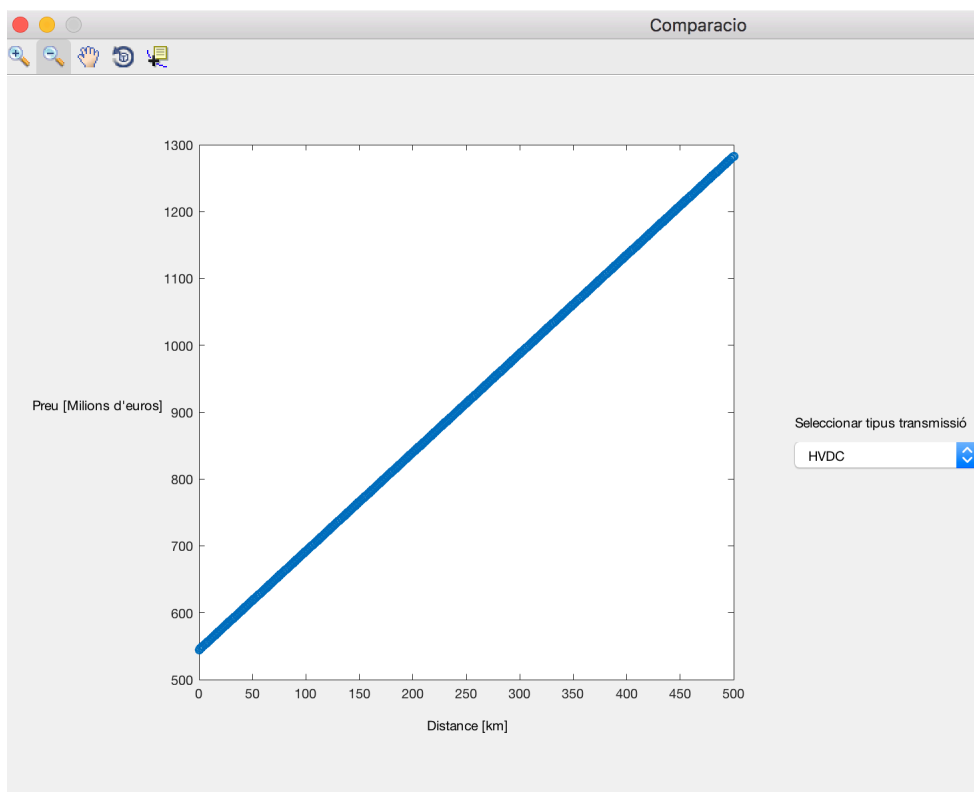 Comparacio
1300
1200
1100
1000
Preu [Milions d'euros] 900
800
700
600
500
0 50 100 150 200 250 300 350 400 450 500
Distance [km]
Seleccionar tipus transmissió
HVDC